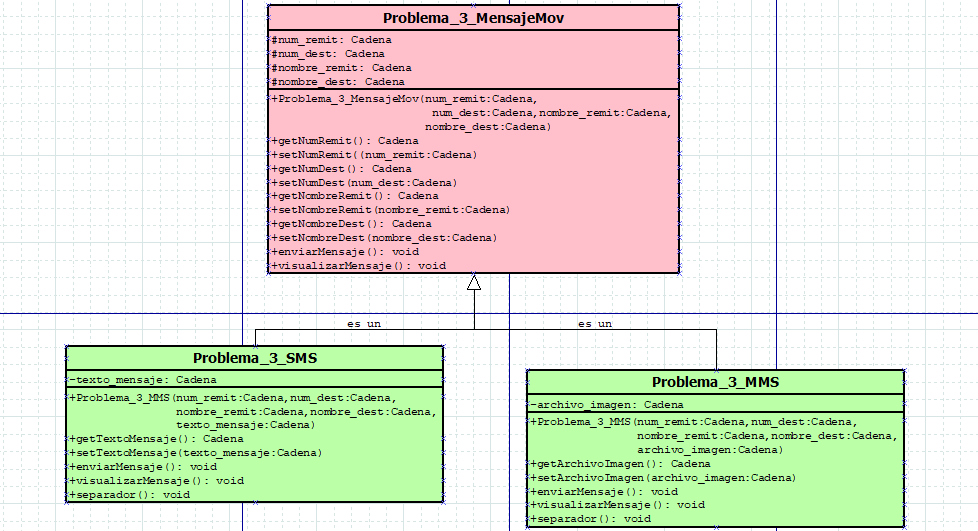 Problema_3_MensajeMov
#num_remit: Cadena
#num_dest: Cadena
#nombre_remit: Cadena
#nombre_dest: Cadena
+Problema_3_MensajeMov(num_remit:Cadena,
num_dest:Cadena,nombre_remit:Cadena,
nombre_dest:Cadena)
+getNumRemit(): Cadena
+setNumRemit((num_remit:Cadena)
+getNumDest(): Cadena
+setNumDest(num_dest:Cadena)
+getNombreRemit(): Cadena
+setNombreRemit(nombre_remit:Cadena)
+getNombreDest(): Cadena
+setNombreDest(nombre_dest:Cadena)
+enviarMensaje(): void
+visualizarMensaje(): void
es un
es un
Problema_3_SMS
-texto_mensaje: Cadena
+Problema_3_MMS(num_remit:Cadena,num_dest:Cadena,
nombre_remit:Cadena,nombre_dest:Cadena,
texto_mensaje:Cadena)
+getTextoMensaje(): Cadena
+setTextoMensaje(texto_mensaje:Cadena)
+enviarMensaje(): void
+visualizarMensaje(): void
+separador(): void
Problema_3_MMS
-archivo_imagen: Cadena
+Problema_3_MMS(num_remit:Cadena,num_dest:Cadena,
nombre_remit:Cadena,nombre_dest:Cadena,
archivo_imagen:Cadena)
+getArchivoImagen(): Cadena
+setArchivoImagen(archivo_imagen:Cadena)
+enviarMensaje(): void
+visualizarMensaje(): void
+separador(): void